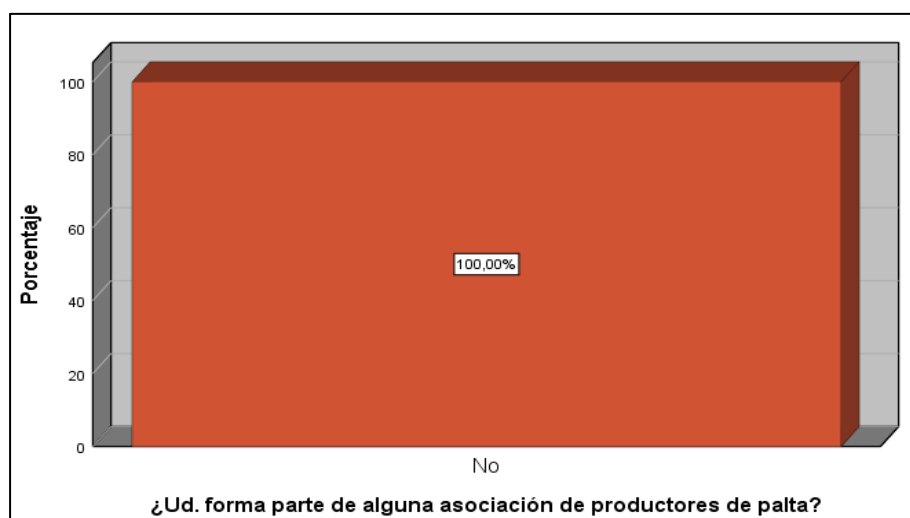 100
80
60
40
20
0
Porcentaje
100,00%
No
¿Ud. forma parte de alguna asociación de productores de palta?